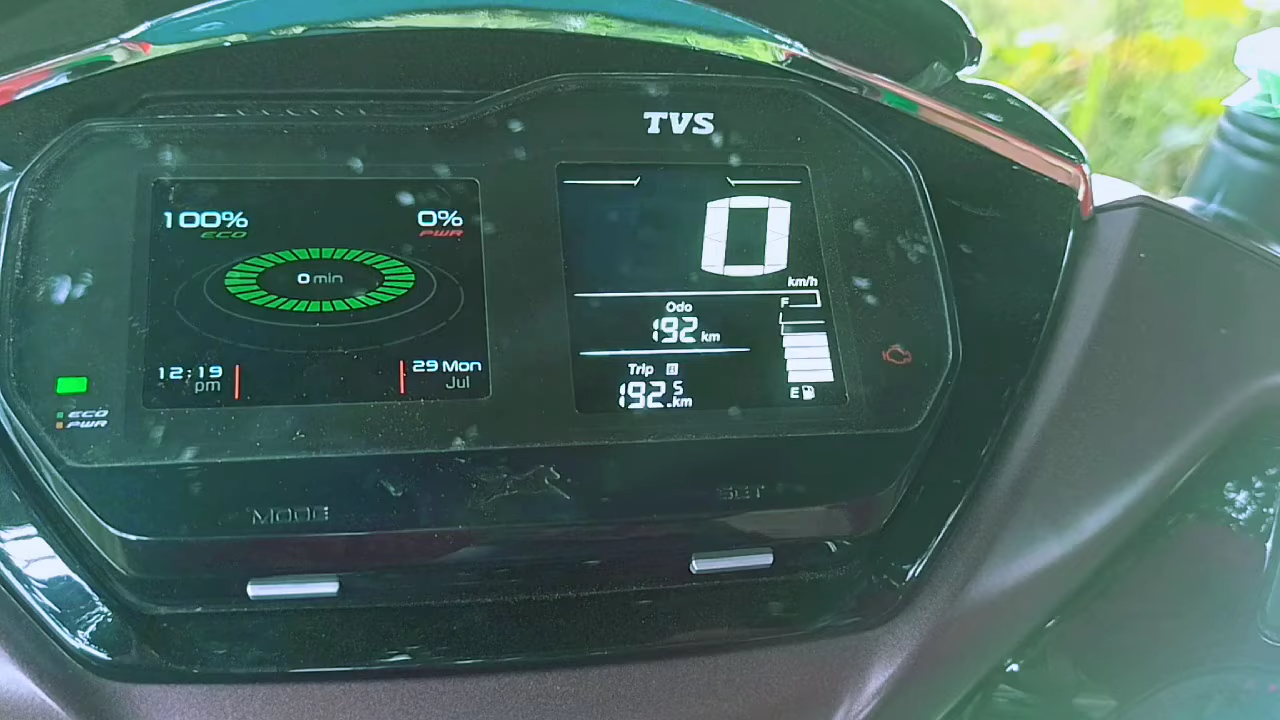 TVS
100% 0%
ECO PWR
0 min
12:19 29 Mon
pm Jul
ECO
PWR
0
km/h
F
Odo
192 km
Trip
192.5 km
E
MODE SET